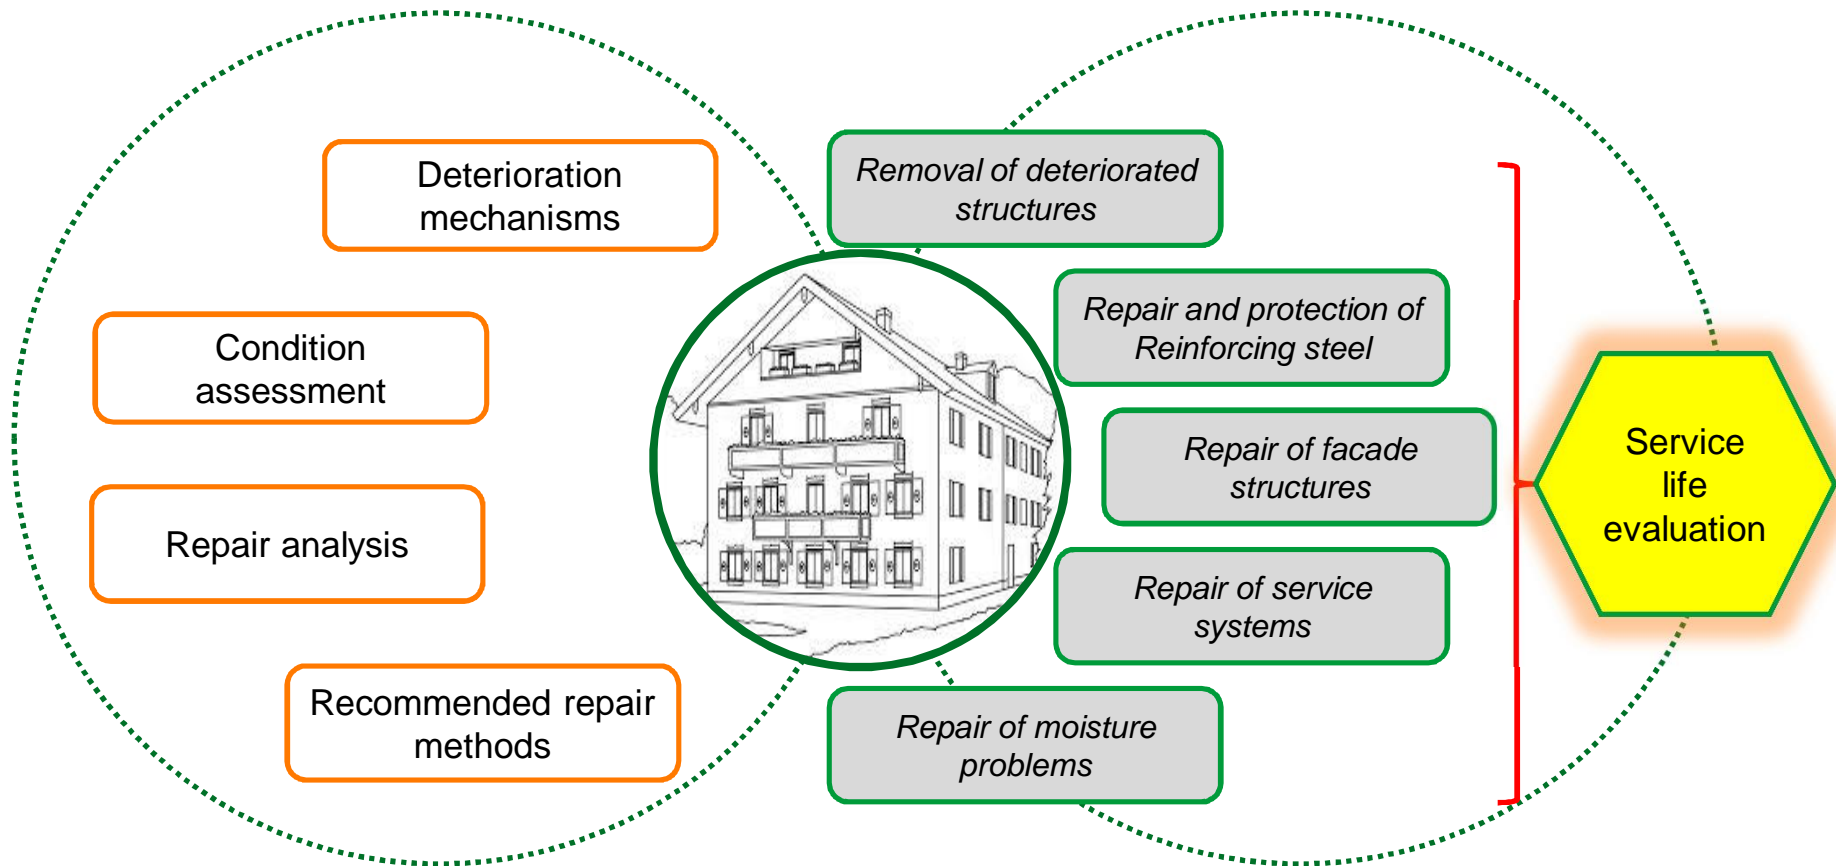 Deterioration
mechanisms
Condition
assessment
Repair analysis
Recommended repair
methods
Removal of deteriorated
structures
Repair and protection of
Reinforcing steel
Repair of facade
structures
Repair of service
systems
Repair of moisture
problems
Service
life
evaluation